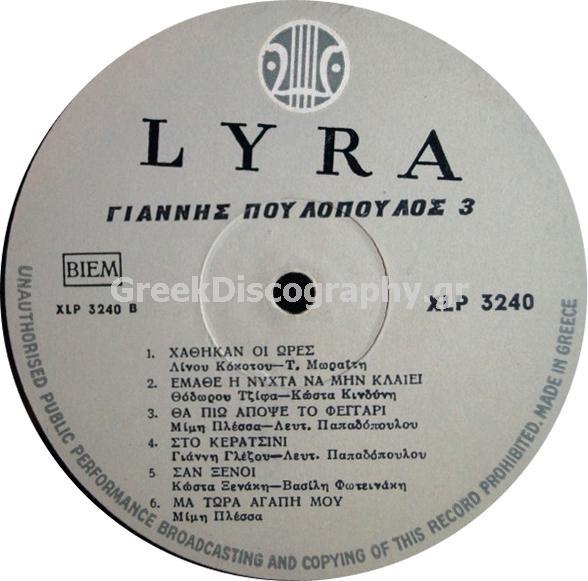 LYRA
ΓΙΑΝΝΗΣ ΠΟΥΛΟΠΟΥΛΟΣ 3
BIEM
GreekDiscography.gr
XLP 3240 B
XLP 3240
1. ΧΑΘΗΚΑΝ ΟΙ ΩΡΕΣ
Λίνου Κόκοτου—Τ. Μωραΐτη
2. ΕΜΑΘΕ Η ΝΥΧΤΑ ΝΑ ΜΗΝ ΚΛΑΙΕΙ
Θόδωρου Τζίφα—Κώστα Κινδύνη
3. ΘΑ ΠΙΩ ΑΠΟΨΕ ΤΟ ΦΕΓΓΑΡΙ
Μίμη Πλέσσα—Λευτ. Παπαδόπουλου
4. ΣΤΟ ΚΕΡΑΤΣΙΝΙ
Γιάννη Γλέζου—Λευτ. Παπαδόπουλου
5 ΣΑΝ ΞΕΝΟΙ
Κώστα Ξενάκη—Βασίλη Φωτεινάκη
6. ΜΑ ΤΩΡΑ ΑΓΑΠΗ ΜΟΥ
Μίμη Πλέσσα
UNAUTHORISED PUBLIC PERFORMANCE BROADCASTING AND COPYING OF THIS RECORD PROHIBITED. MADE IN GREECE